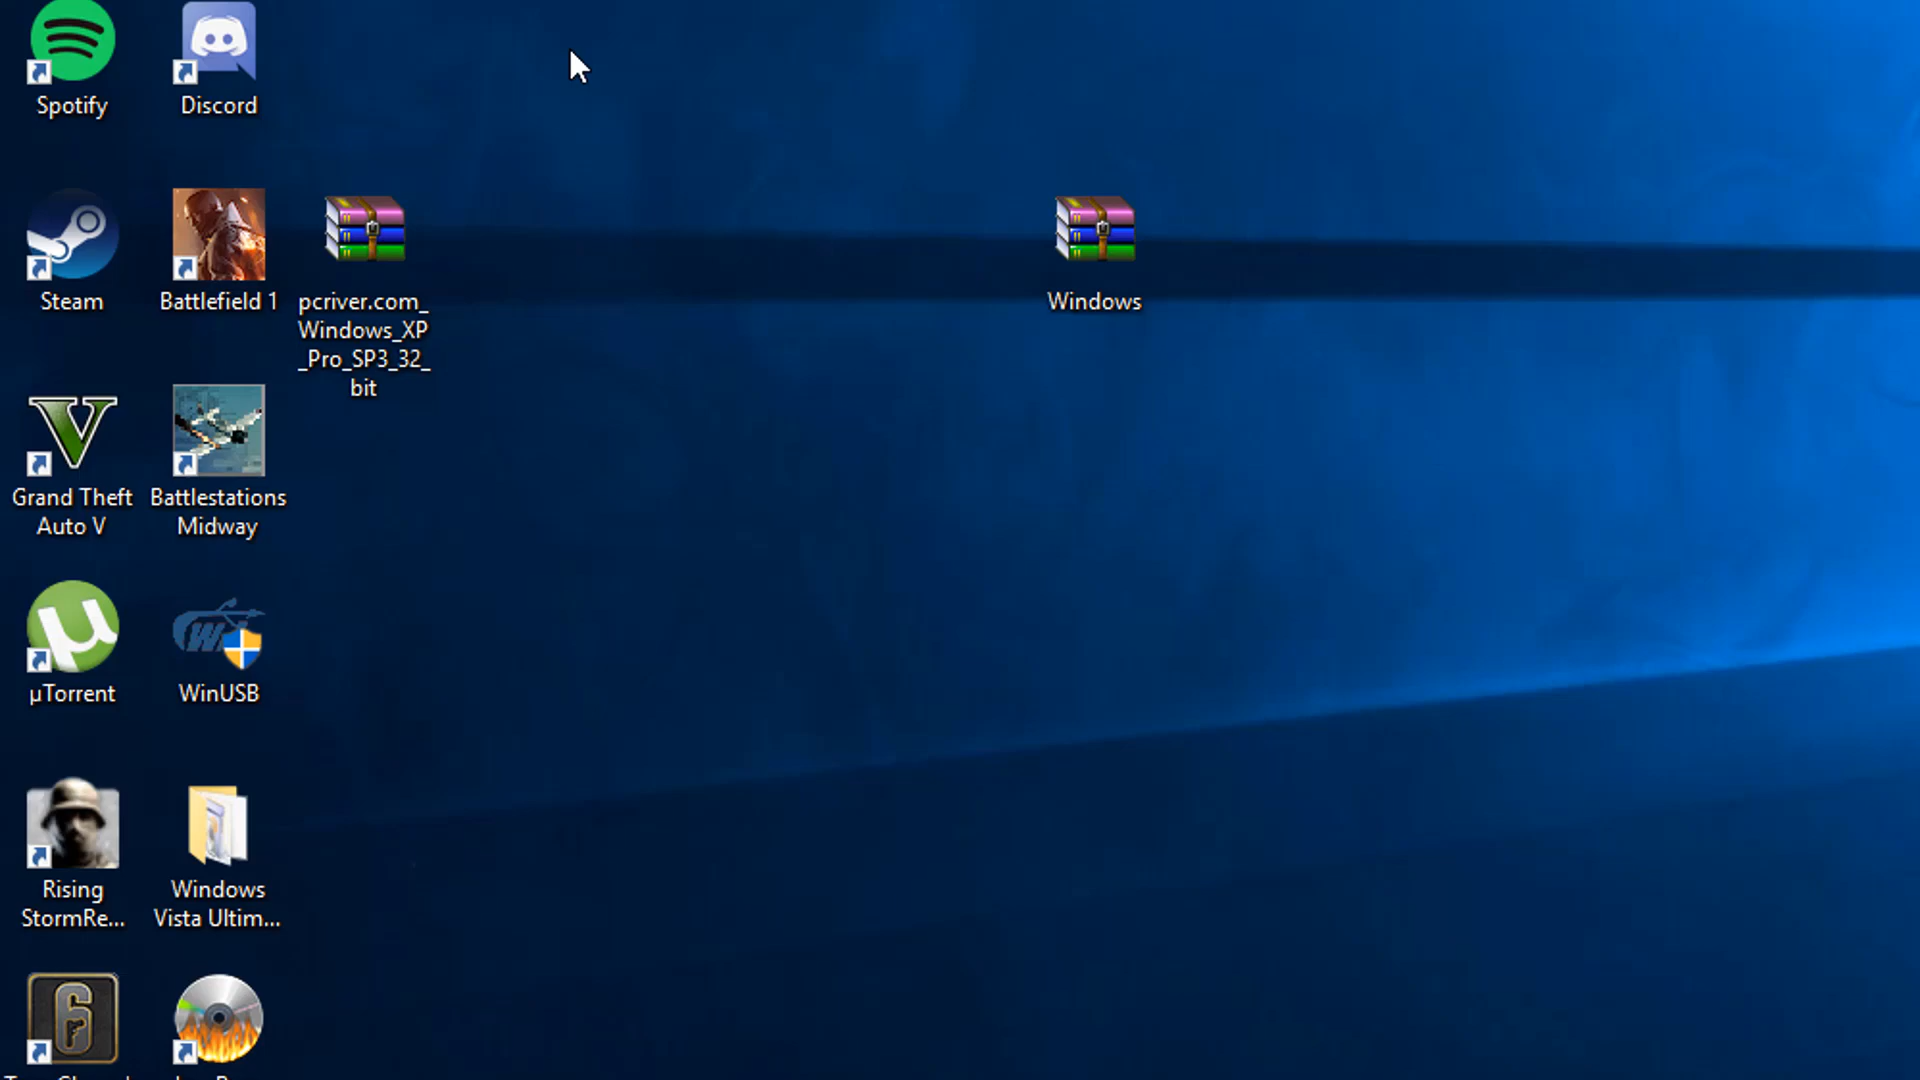 Spotify
Discord
Steam
Battlefield 1
pcriver.com_
Windows_XP
_Pro_SP3_32_
bit
Windows
Grand Theft
Auto V
Battlestations
Midway
µTorrent
WinUSB
Rising
StormRe...
Windows
Vista Ultim...